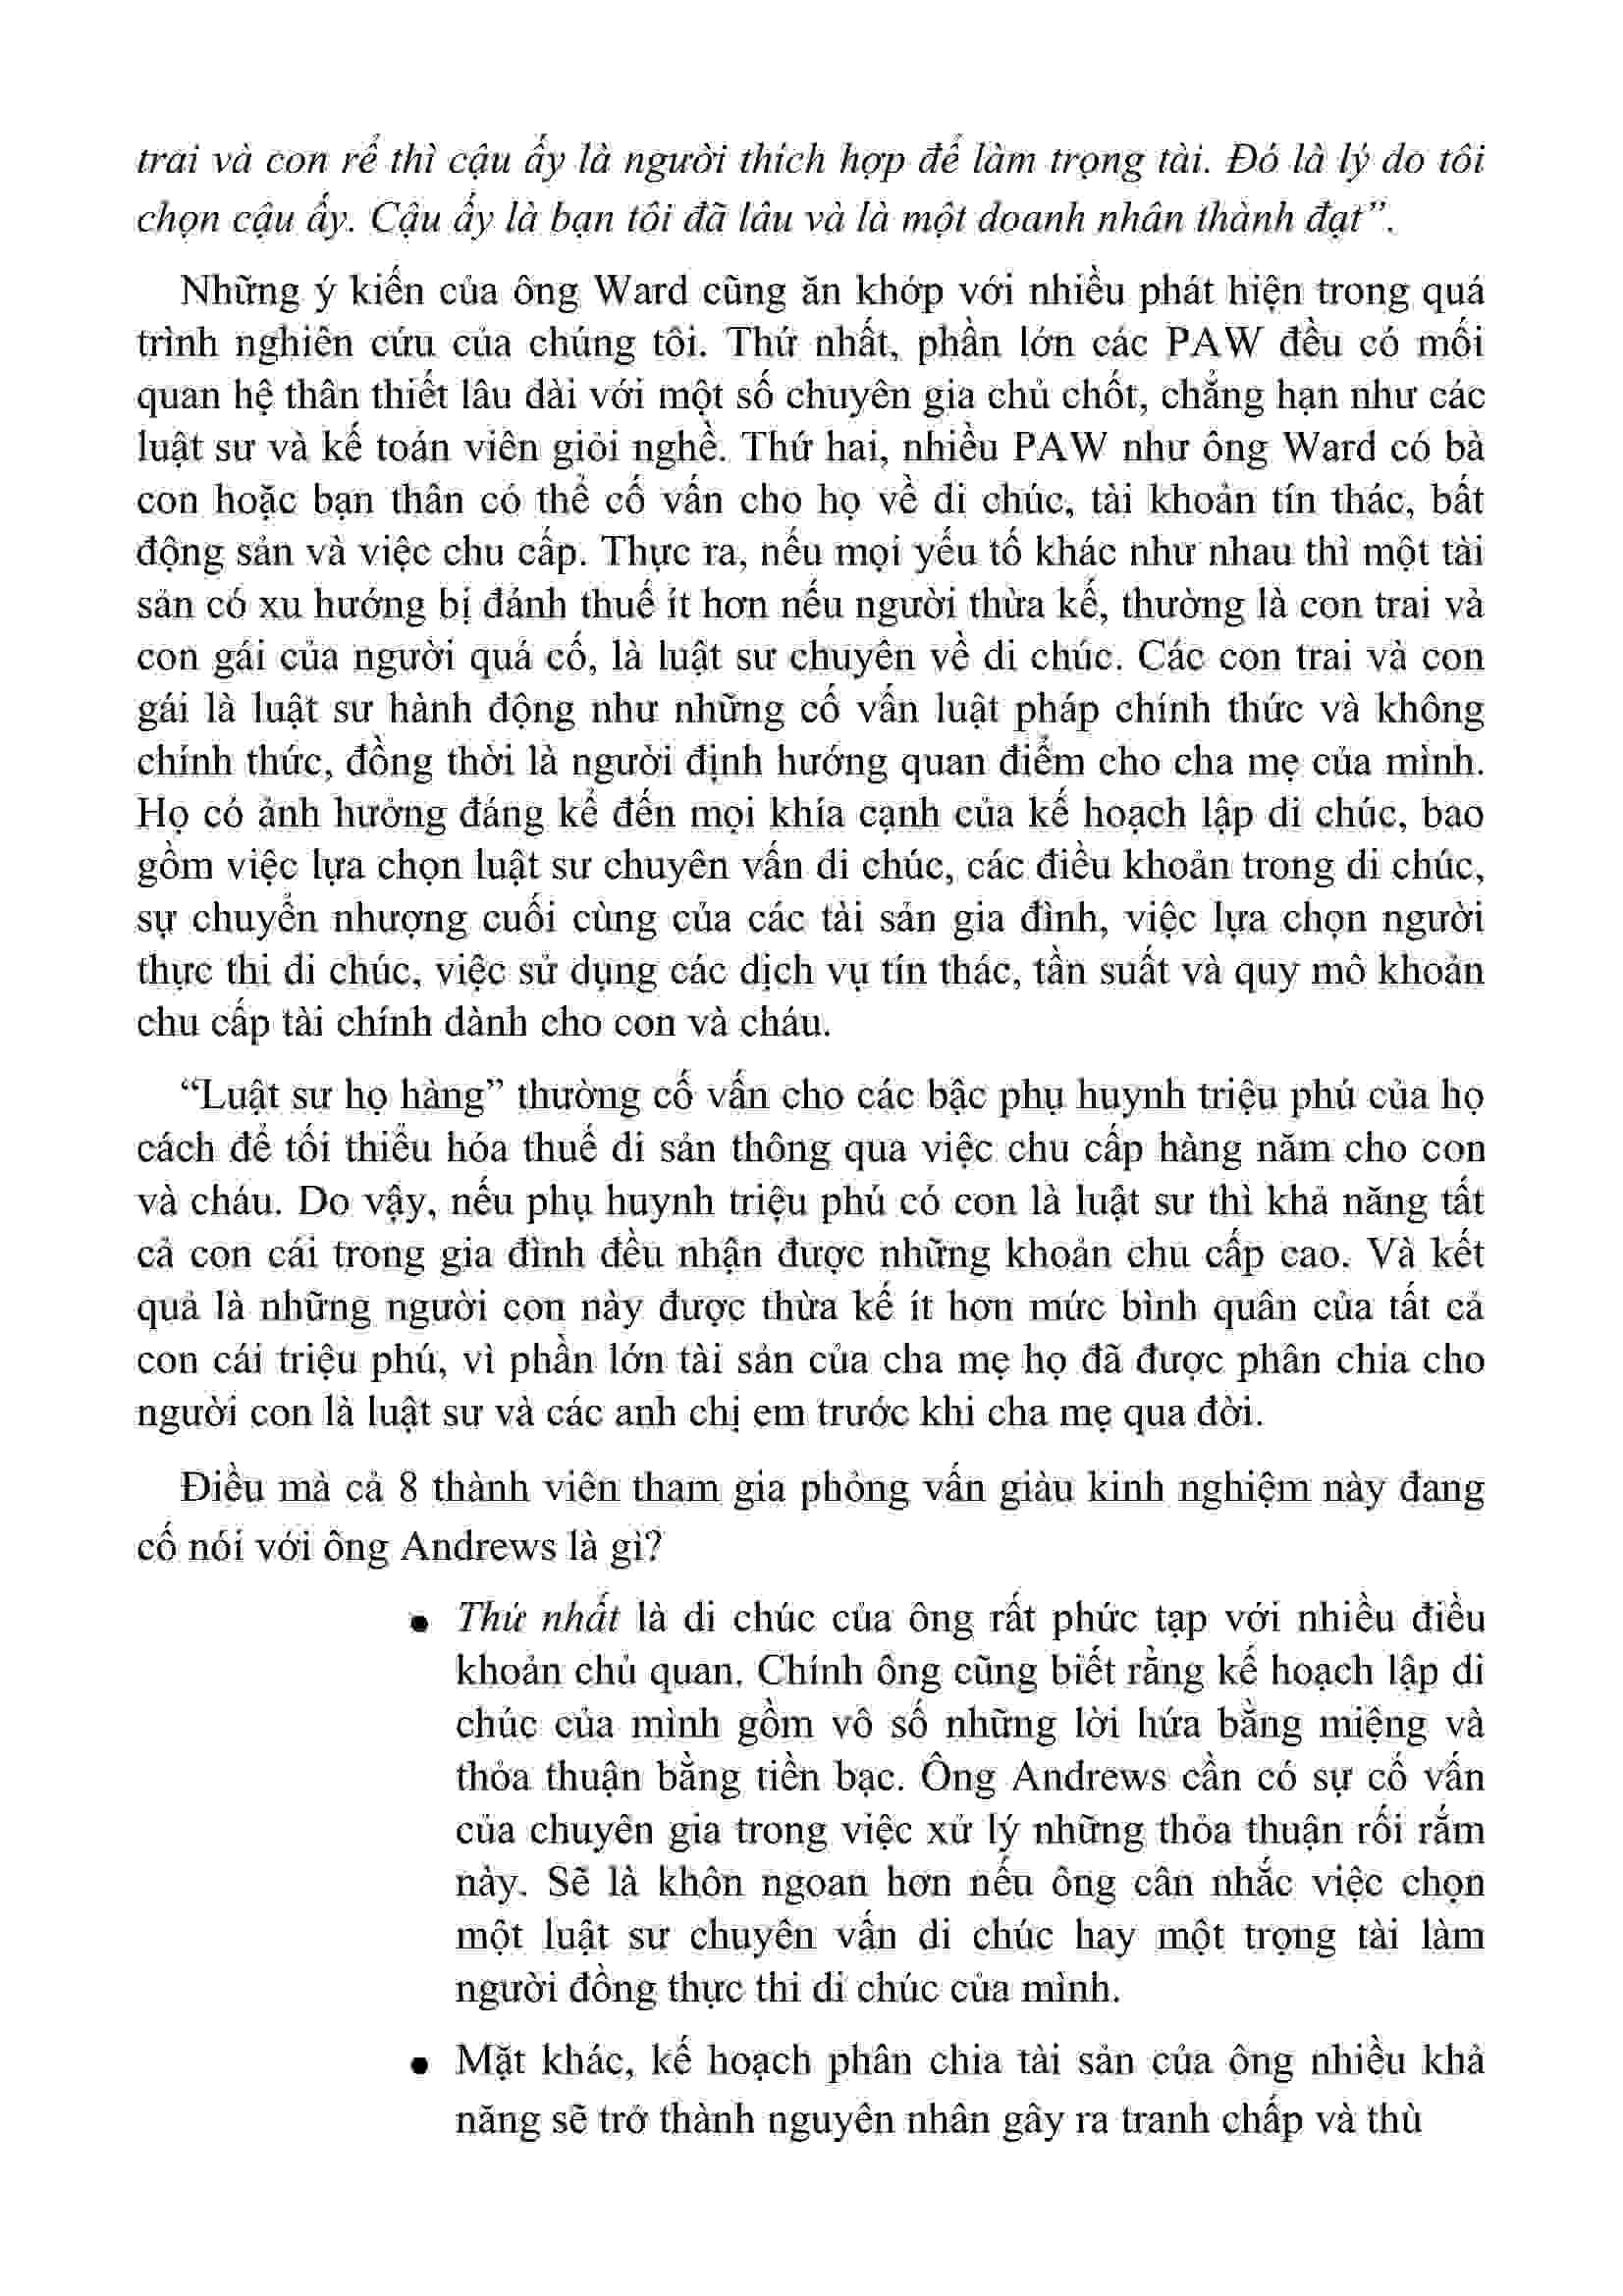 trai và con rể thì cậu ấy là người thích hợp để làm trọng tài. Đó là lý do tôi
chọn cậu ấy. Cậu ấy là bạn tôi đã lâu và là một doanh nhân thành đạt”.
Những ý kiến của ông Ward cũng ăn khớp với nhiều phát hiện trong quá
trình nghiên cứu của chúng tôi. Thứ nhất, phần lớn các PAW đều có mối
quan hệ thân thiết lâu dài với một số chuyên gia chủ chốt, chẳng hạn như các
luật sư và kế toán viên giỏi nghề. Thứ hai, nhiều PAW như ông Ward có bà
con hoặc bạn thân có thể cố vấn cho họ về di chúc, tài khoản tín thác, bất
động sản và việc chu cấp. Thực ra, nếu mọi yếu tố khác như nhau thì một tài
sản có xu hướng bị đánh thuế ít hơn nếu người thừa kế, thường là con trai và
con gái của người quá cố, là luật sư chuyên về di chúc. Các con trai và con
gái là luật sư hành động như những cố vấn luật pháp chính thức và không
chính thức, đồng thời là người định hướng quan điểm cho cha mẹ của mình.
Họ có ảnh hưởng đáng kể đến mọi khía cạnh của kế hoạch lập di chúc, bao
gồm việc lựa chọn luật sư chuyên vấn di chúc, các điều khoản trong di chúc,
sự chuyển nhượng cuối cùng của các tài sản gia đình, việc lựa chọn người
thực thi di chúc, việc sử dụng các dịch vụ tín thác, tần suất và quy mô khoản
chu cấp tài chính dành cho con và cháu.
“Luật sư họ hàng” thường cố vấn cho các bậc phụ huynh triệu phú của họ
cách để tối thiểu hóa thuế di sản thông qua việc chu cấp hàng năm cho con
và cháu. Do vậy, nếu phụ huynh triệu phú có con là luật sư thì khả năng tất
cả con cái trong gia đình đều nhận được những khoản chu cấp cao. Và kết
quả là những người con này được thừa kế ít hơn mức bình quân của tất cả
con cái triệu phú, vì phần lớn tài sản của cha mẹ họ đã được phân chia cho
người con là luật sư và các anh chị em trước khi cha mẹ qua đời.
Điều mà cả 8 thành viên tham gia phỏng vấn giàu kinh nghiệm này đang
cố nói với ông Andrews là gì?
● Thứ nhất là di chúc của ông rất phức tạp với nhiều điều
khoản chủ quan. Chính ông cũng biết rằng kế hoạch lập di
chúc của mình gồm vô số những lời hứa bằng miệng và
thỏa thuận bằng tiền bạc. Ông Andrews cần có sự cố vấn
của chuyên gia trong việc xử lý những thỏa thuận rối rắm
này. Sẽ là khôn ngoan hơn nếu ông cân nhắc việc chọn
một luật sư chuyên vấn di chúc hay một trọng tài làm
người đồng thực thi di chúc của mình.
● Mặt khác, kế hoạch phân chia tài sản của ông nhiều khả
năng sẽ trở thành nguyên nhân gây ra tranh chấp và thù